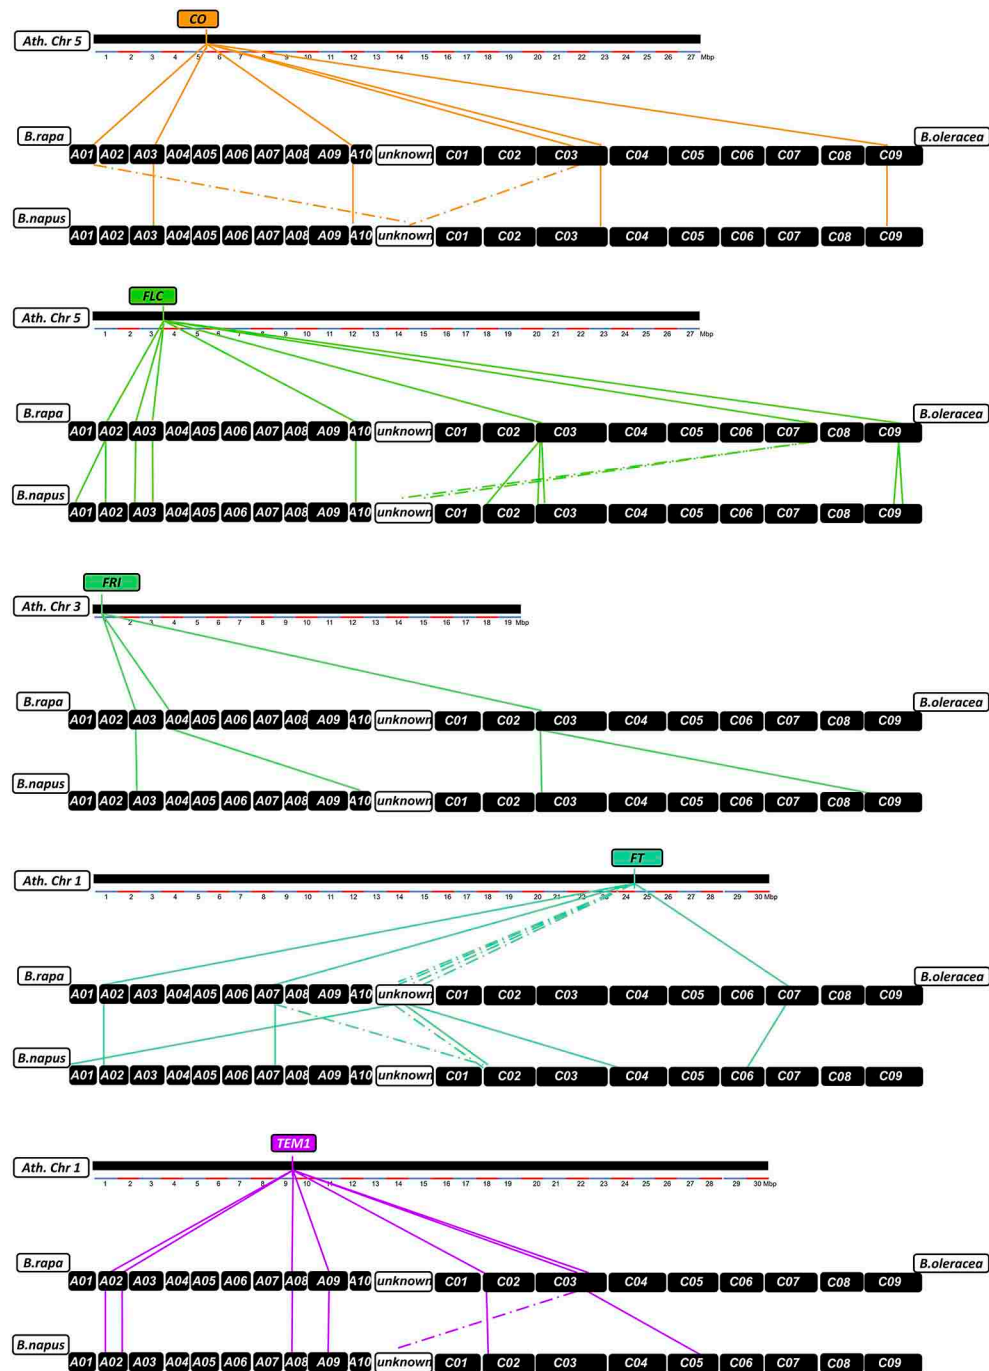 CO
Ath. Chr 5
1 2 3 4 5 6 7 8 9 10 11 12 13 14 15 16 17 18 19 20 21 22 23 24 25 26 27 Mbp
B.rapa B.oleracea
A01 A02 A03 A04 A05 A06 A07 A08 A09 A10 unknown C01 C02 C03 C04 C05 C06 C07 C08 C09
B.napus
A01 A02 A03 A04 A05 A06 A07 A08 A09 A10 unknown C01 C02 C03 C04 C05 C06 C07 C08 C09
FLC
Ath. Chr 5
1 2 3 4 5 6 7 8 9 10 11 12 13 14 15 16 17 18 19 20 21 22 23 24 25 26 27 Mbp
B.rapa B.oleracea
A01 A02 A03 A04 A05 A06 A07 A08 A09 A10 unknown C01 C02 C03 C04 C05 C06 C07 C08 C09
B.napus
A01 A02 A03 A04 A05 A06 A07 A08 A09 A10 unknown C01 C02 C03 C04 C05 C06 C07 C08 C09
FRI
Ath. Chr 3
2 3 4 5 6 7 8 9 10 11 12 13 14 15 16 17 18 19 Mbp
B.rapa B.oleracea
A01 A02 A03 A04 A05 A06 A07 A08 A09 A10 unknown C01 C02 C03 C04 C05 C06 C07 C08 C09
B.napus
A01 A02 A03 A04 A05 A06 A07 A08 A09 A10 unknown C01 C02 C03 C04 C05 C06 C07 C08 C09
FT
Ath. Chr 1
1 2 3 4 5 6 7 8 9 10 11 12 13 14 15 16 17 18 19 20 21 22 23 24 25 26 27 28 29 30 Mbp
B.rapa B.oleracea
A01 A02 A03 A04 A05 A06 A07 A08 A09 A10 unknown C01 C02 C03 C04 C05 C06 C07 C08 C09
B.napus
A01 A02 A03 A04 A05 A06 A07 A08 A09 A10 unknown C01 C02 C03 C04 C05 C06 C07 C08 C09
TEM1
Ath. Chr 1
1 2 3 4 5 6 7 8 9 10 11 12 13 14 15 16 17 18 19 20 21 22 23 24 25 26 27 28 29 30 Mbp
B.rapa B.oleracea
A01 A02 A03 A04 A05 A06 A07 A08 A09 A10 unknown C01 C02 C03 C04 C05 C06 C07 C08 C09
B.napus
A01 A02 A03 A04 A05 A06 A07 A08 A09 A10 unknown C01 C02 C03 C04 C05 C06 C07 C08 C09